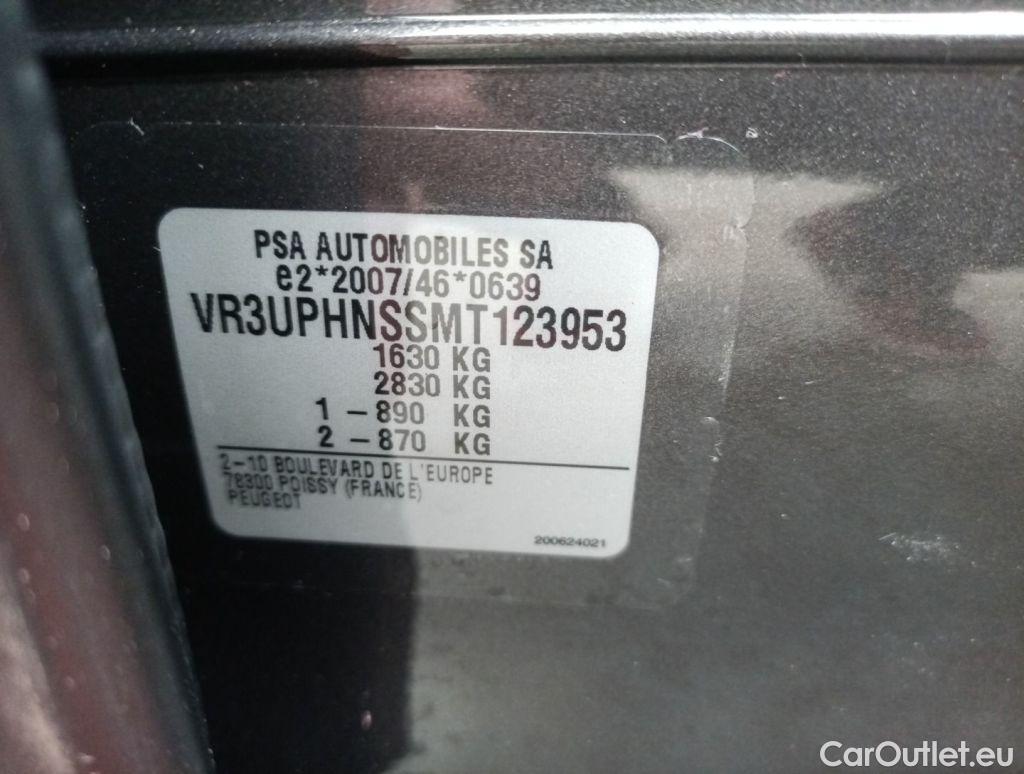 PSA AUTOMOBILES SA
e2*2007/46*0639
VR3UPHNSSMT123953
1630 KG
2830 KG
1 - 890 KG
2 - 870 KG
2-10 BOULEVARD DE L'EUROPE
78300 POISSY (FRANCE)
PEUGEOT
200624021
CarOutlet.eu